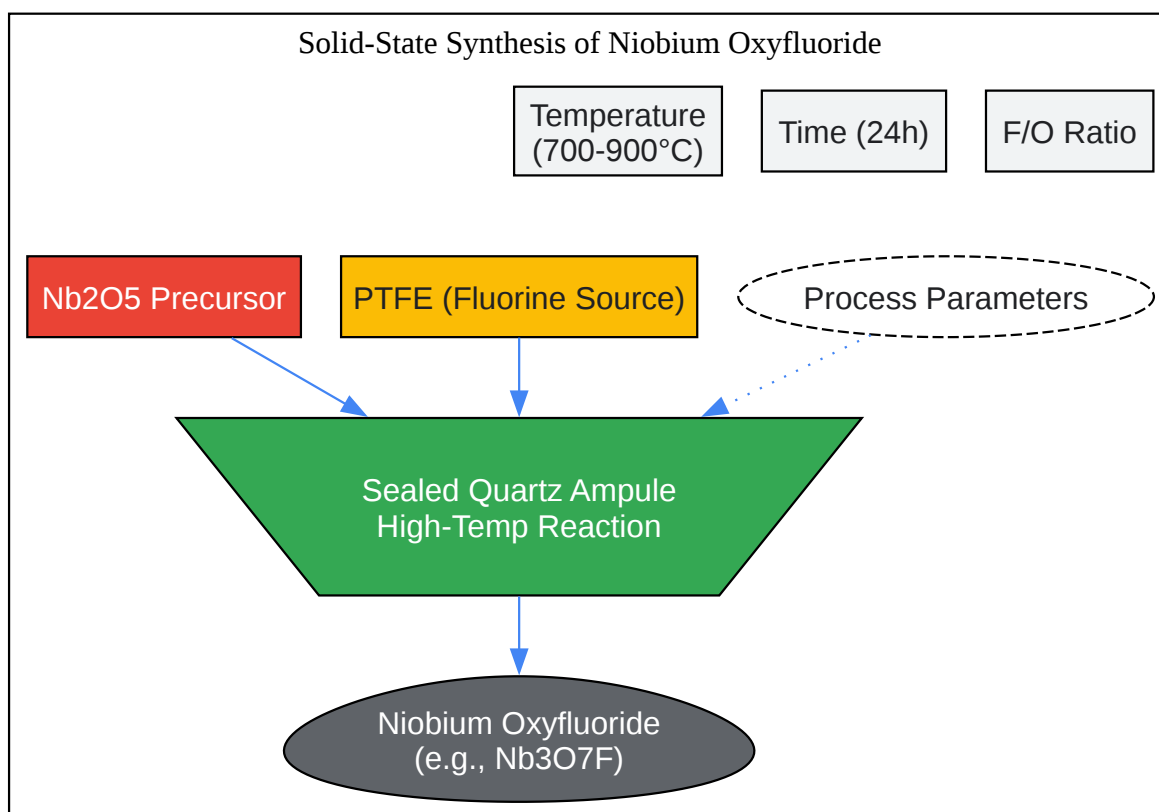 Solid-State Synthesis of Niobium Oxyfluoride
Temperature
(700-900°C)
Time (24h)
F/O Ratio
Nb2O5 Precursor
PTFE (Fluorine Source)
Process Parameters
Sealed Quartz Ampule
High-Temp Reaction
Niobium Oxyfluoride
(e.g., Nb3O7F)